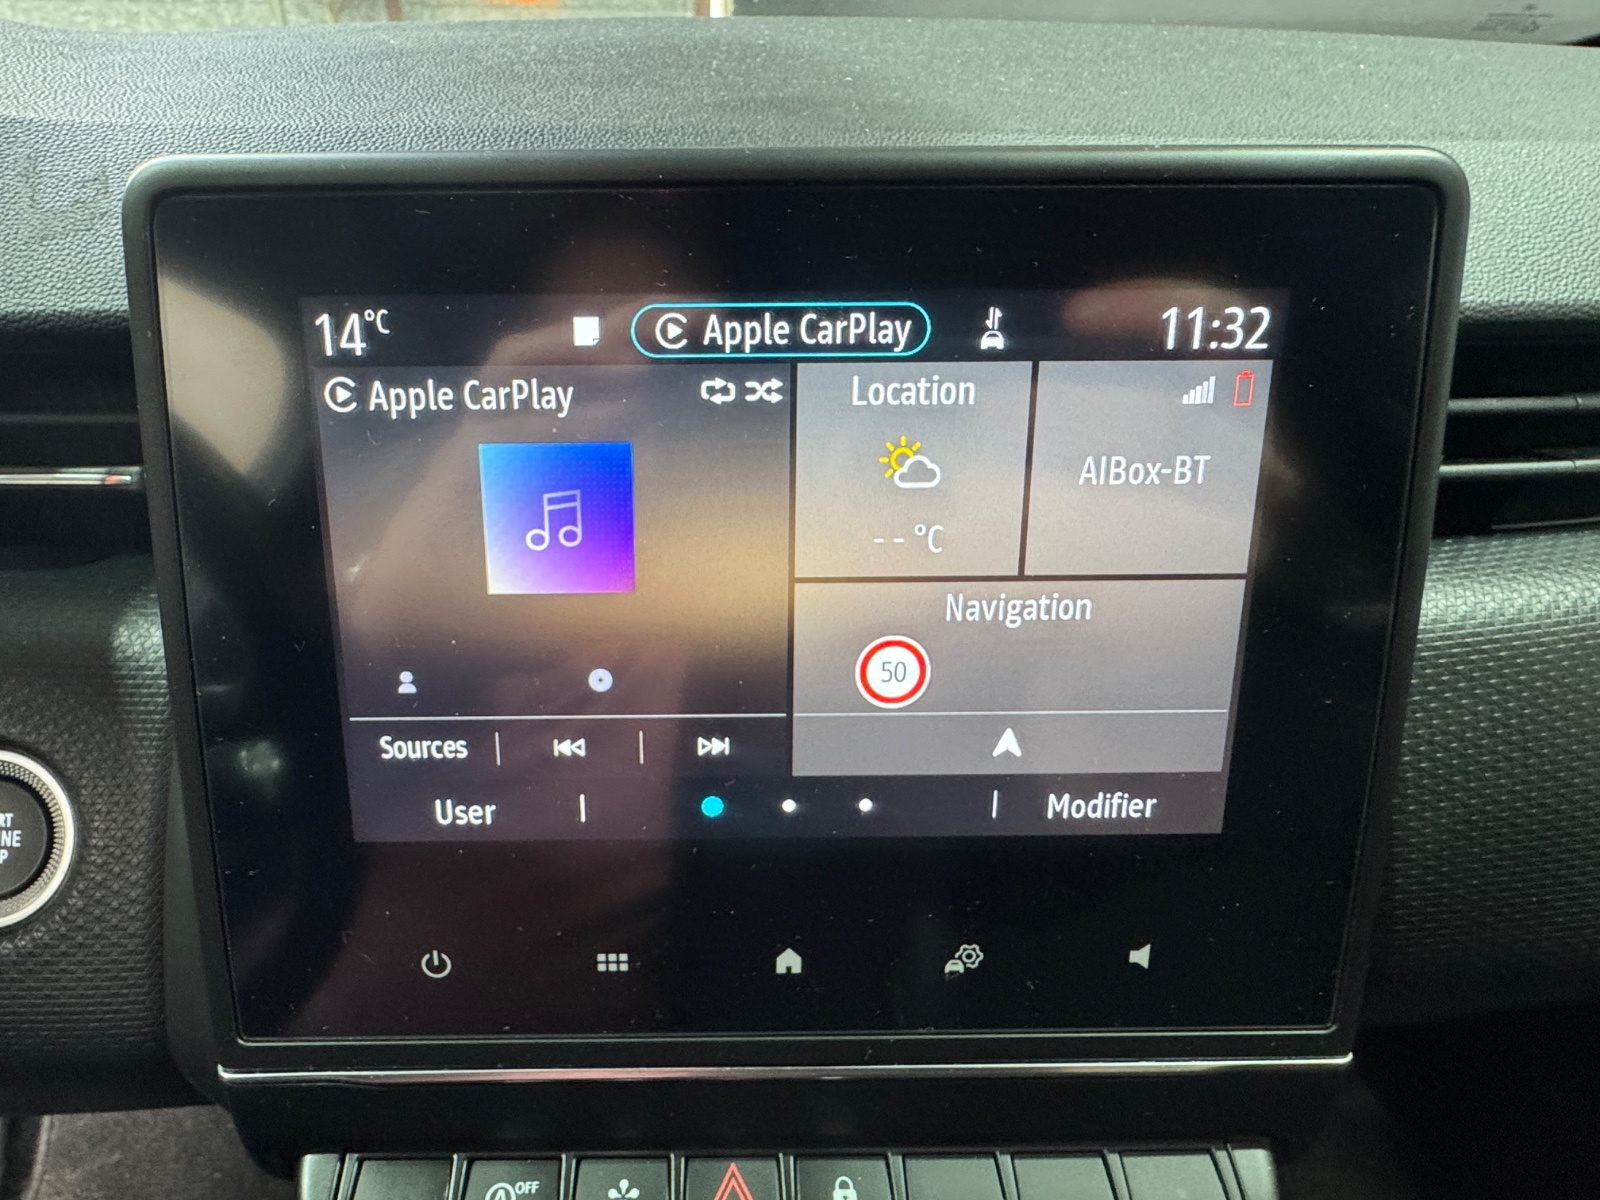 14°C
Apple CarPlay
11:32
Apple CarPlay
Location
-- °C
AIBox-BT
Navigation
50
Sources
User
Modifier
OFF